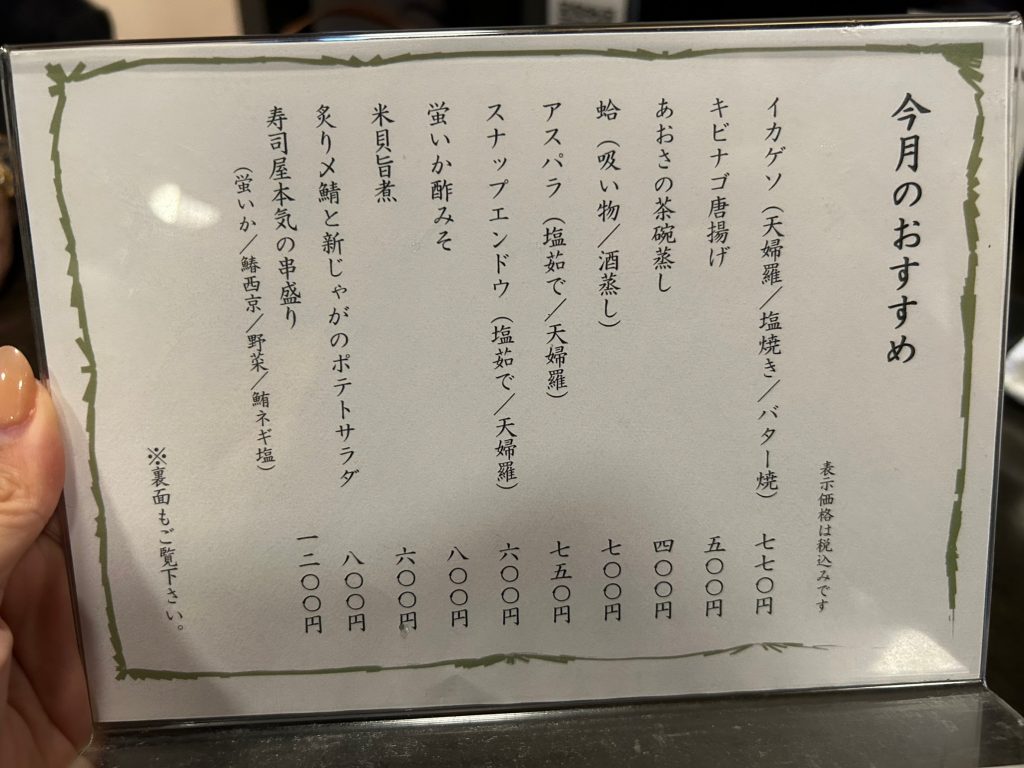 今月のおすすめ
表示価格は税込みです
イカゲソ（天婦羅／塩焼き／バター焼） 七七〇円
キビナゴ唐揚げ 五〇〇円
あおさの茶碗蒸し 四〇〇円
蛤（吸い物／酒蒸し） 七〇〇円
アスパラ（塩茹で／天婦羅） 七五〇円
スナップエンドウ（塩茹で／天婦羅） 六〇〇円
蛍いか酢みそ 八〇〇円
米貝旨煮 六〇〇円
炙り〆鯖と新じゃがのポテトサラダ 八〇〇円
寿司屋本気の串盛り 一二〇〇円
（蛍いか／鰆西京／野菜／鮪ネギ塩）
※裏面もご覧下さい。